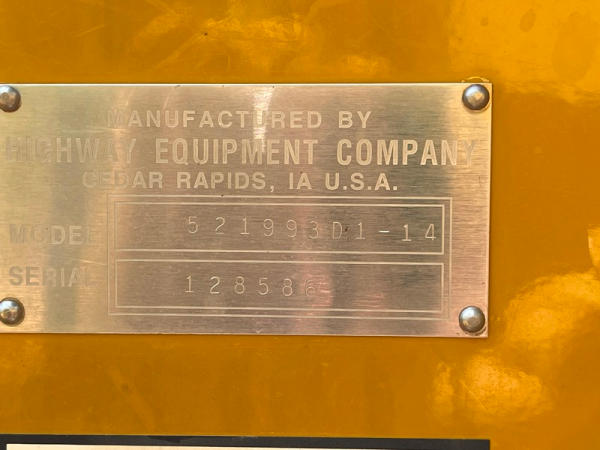 MANUFACTURED BY
HIGHWAY EQUIPMENT COMPANY
CEDAR RAPIDS, IA U.S.A.
MODEL 521993D1-14
SERIAL 128586